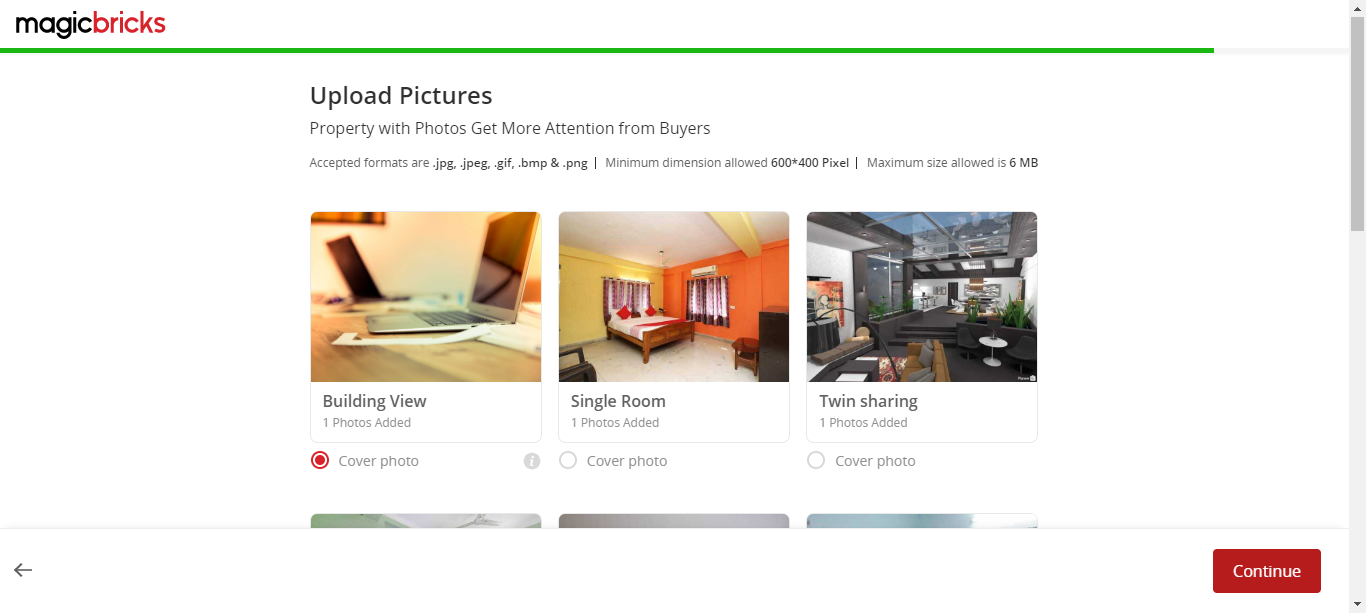 magicbricks
Upload Pictures
Property with Photos Get More Attention from Buyers
Accepted formats are .jpg, .jpeg, .gif, .bmp & .png | Minimum dimension allowed 600*400 Pixel | Maximum size allowed is 6 MB
Building View
1 Photos Added
Single Room
1 Photos Added
Twin sharing
1 Photos Added
Cover photo
Cover photo
Cover photo
Continue